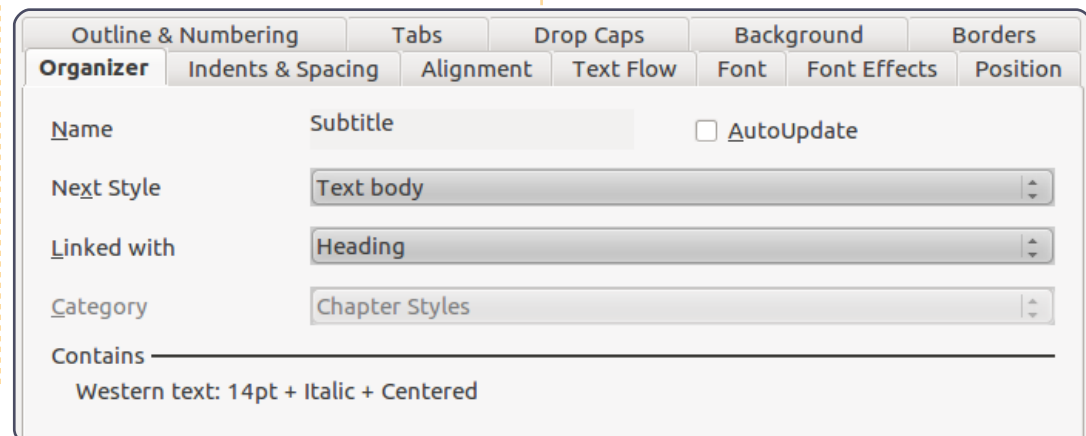 Outline & Numbering Tabs Drop Caps Background Borders
Organizer Indents & Spacing Alignment Text Flow Font Font Effects Position
Name Subtitle AutoUpdate
Next Style Text body
Linked with Heading
Category Chapter Styles
Contains
Western text: 14pt + Italic + Centered